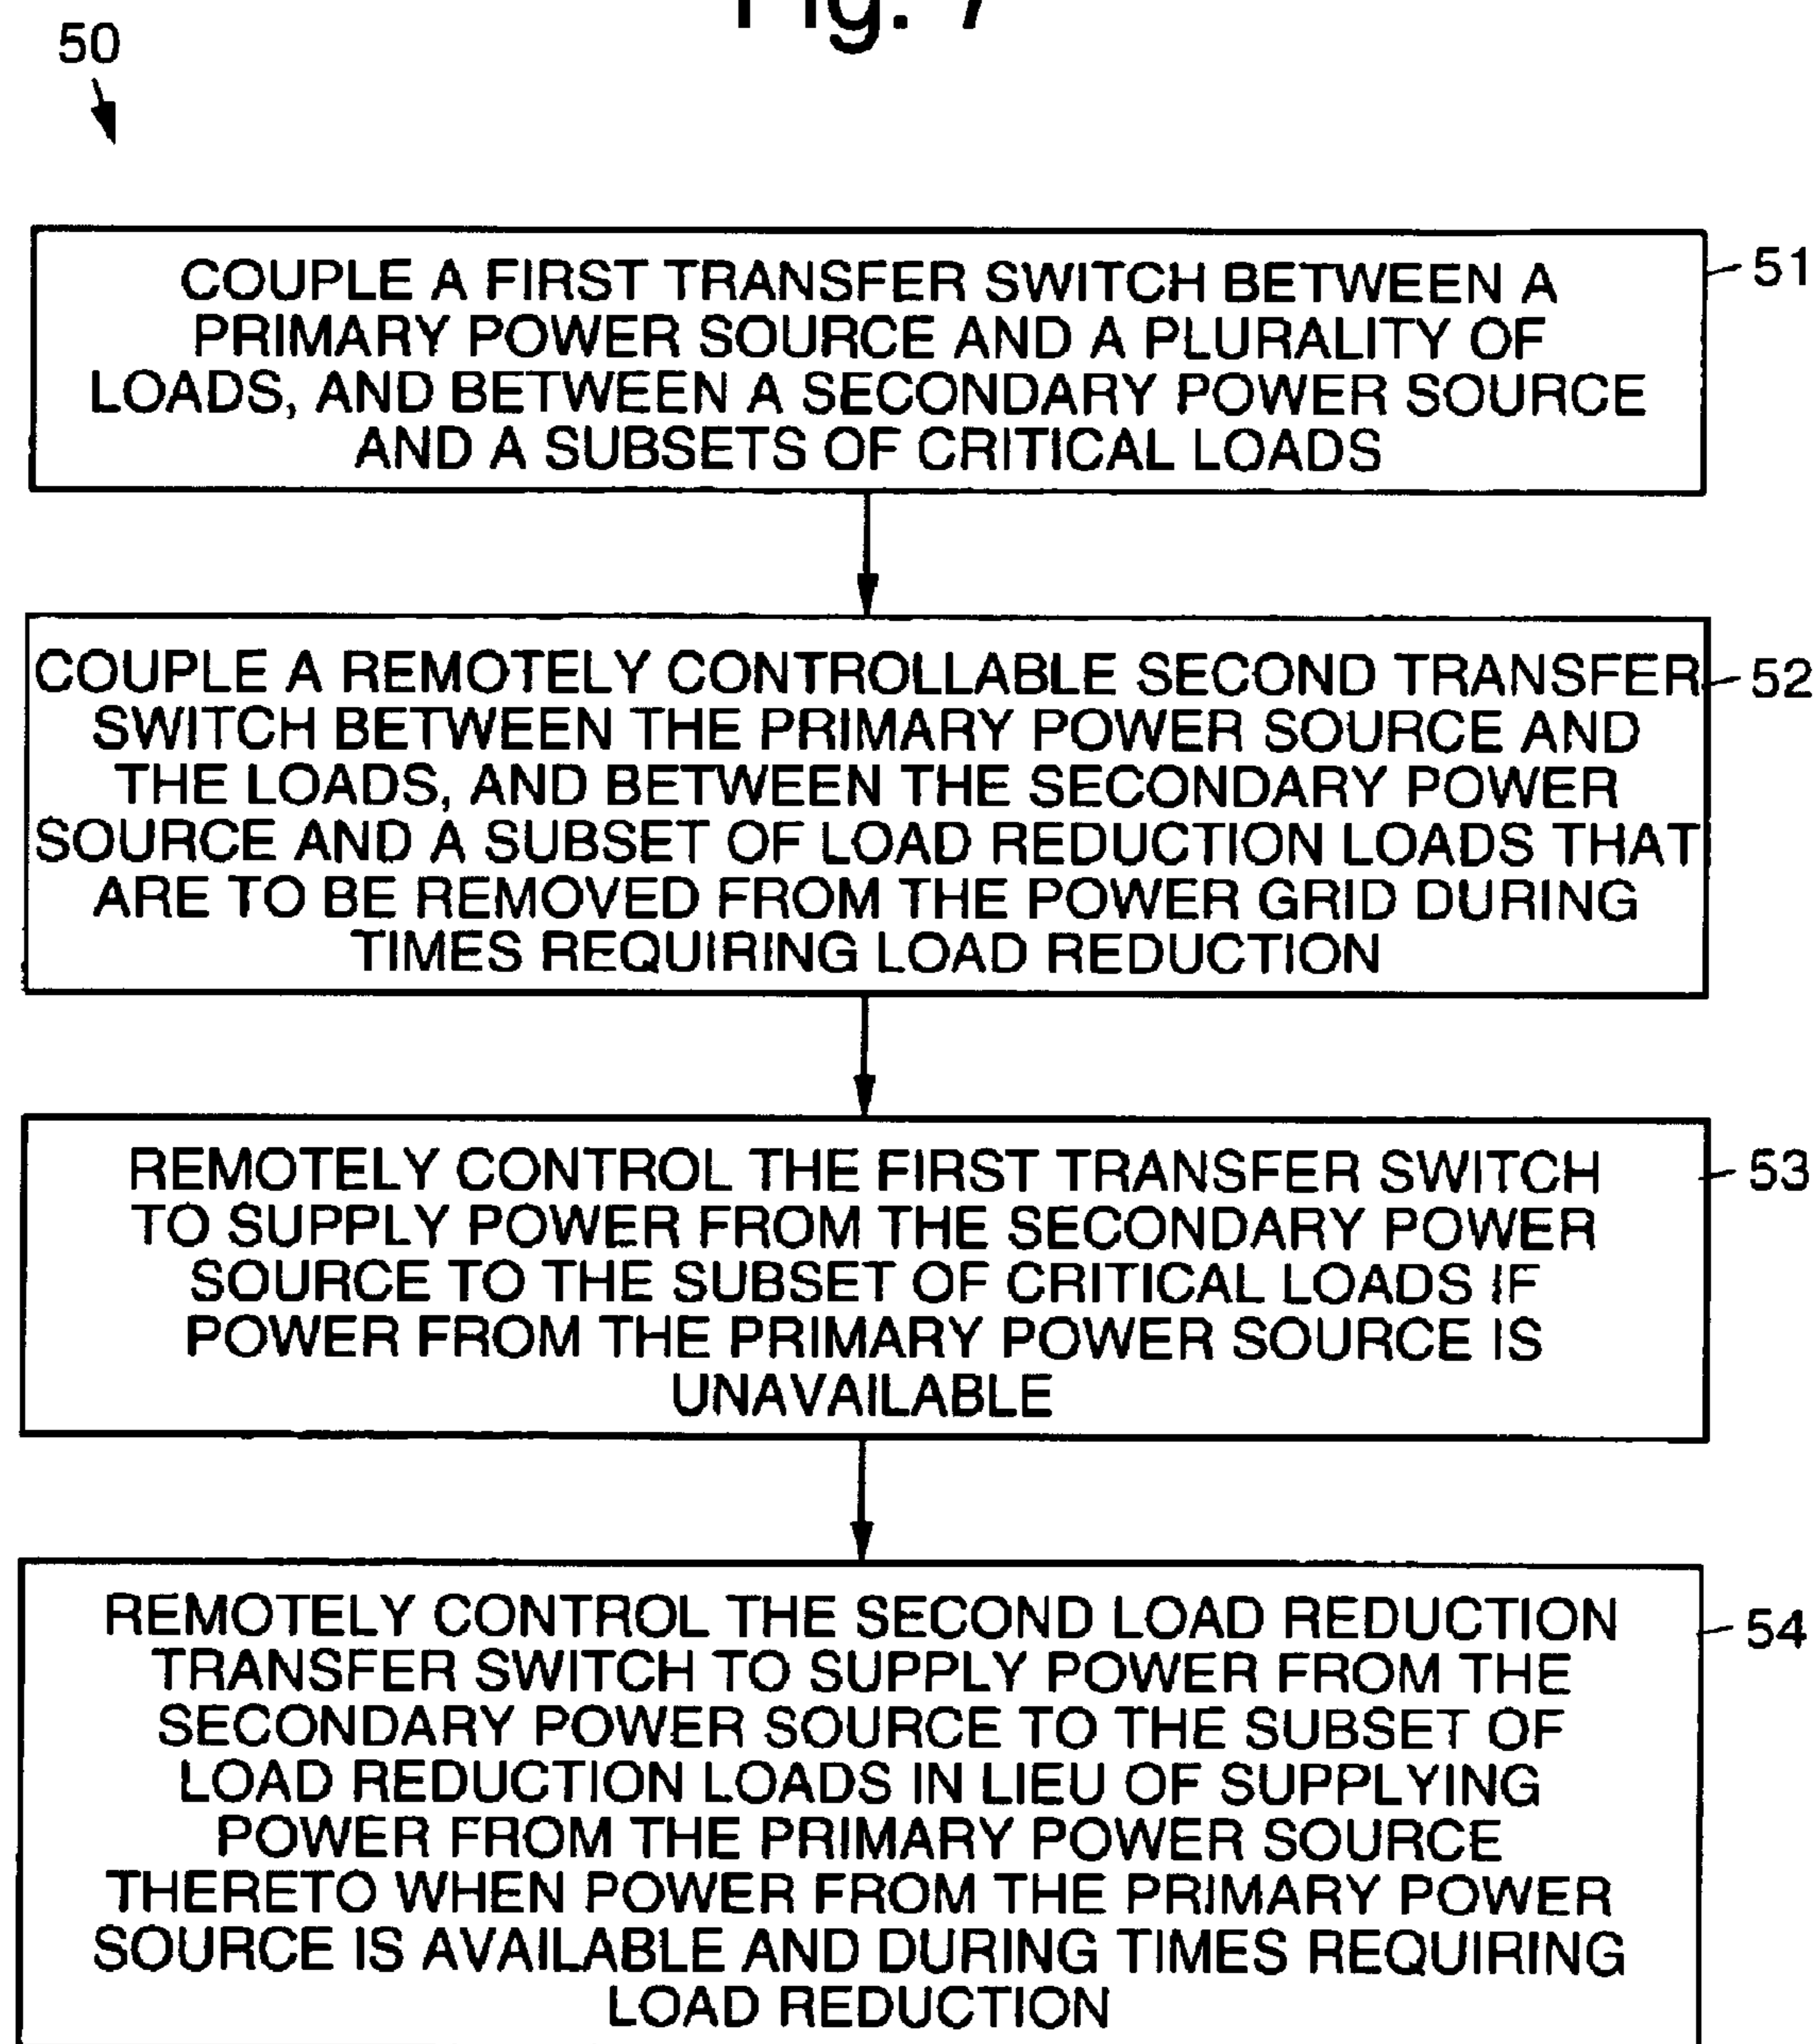 Fig. 7
50
COUPLE A FIRST TRANSFER SWITCH BETWEEN A
PRIMARY POWER SOURCE AND A PLURALITY OF
LOADS, AND BETWEEN A SECONDARY POWER SOURCE
AND A SUBSETS OF CRITICAL LOADS
51
COUPLE A REMOTELY CONTROLLABLE SECOND TRANSFER
SWITCH BETWEEN THE PRIMARY POWER SOURCE AND
THE LOADS, AND BETWEEN THE SECONDARY POWER
SOURCE AND A SUBSET OF LOAD REDUCTION LOADS THAT
ARE TO BE REMOVED FROM THE POWER GRID DURING
TIMES REQUIRING LOAD REDUCTION
52
REMOTELY CONTROL THE FIRST TRANSFER SWITCH
TO SUPPLY POWER FROM THE SECONDARY POWER
SOURCE TO THE SUBSET OF CRITICAL LOADS IF
POWER FROM THE PRIMARY POWER SOURCE IS
UNAVAILABLE
53
REMOTELY CONTROL THE SECOND LOAD REDUCTION
TRANSFER SWITCH TO SUPPLY POWER FROM THE
SECONDARY POWER SOURCE TO THE SUBSET OF
LOAD REDUCTION LOADS IN LIEU OF SUPPLYING
POWER FROM THE PRIMARY POWER SOURCE
THERETO WHEN POWER FROM THE PRIMARY POWER
SOURCE IS AVAILABLE AND DURING TIMES REQUIRING
LOAD REDUCTION
54